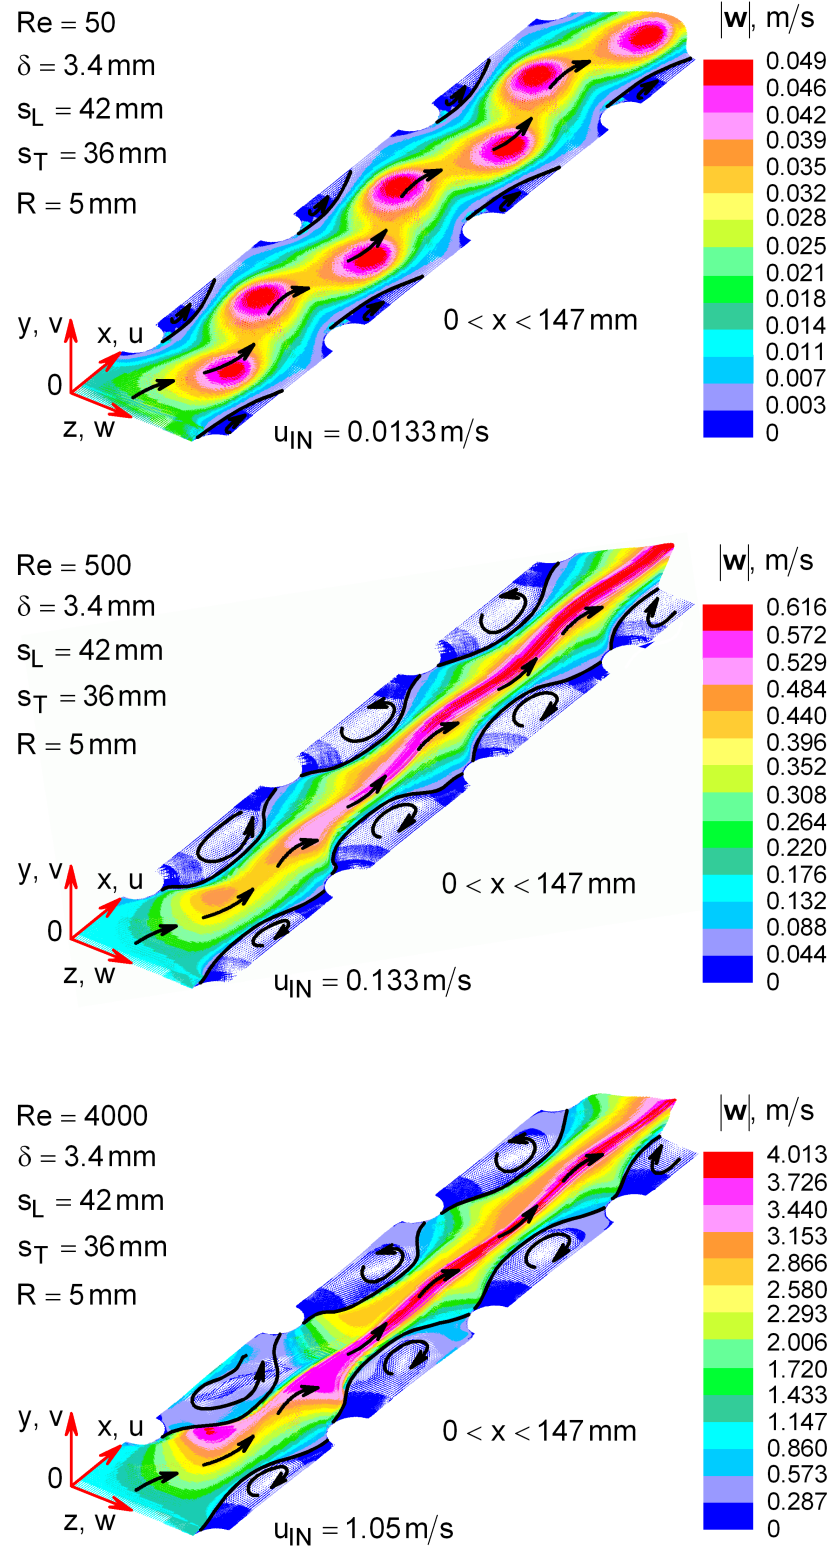 Re = 50
|w|, m/s
δ = 3.4 mm
s_L = 42 mm
s_T = 36 mm
R = 5 mm
0.049
0.046
0.042
0.039
0.035
0.032
0.028
0.025
0.021
0.018
0.014
0.011
0.007
0.003
0
y, v
x, u
0
z, w
0 < x < 147 mm
u_IN = 0.0133 m/s
Re = 500
|w|, m/s
δ = 3.4 mm
s_L = 42 mm
s_T = 36 mm
R = 5 mm
0.616
0.572
0.529
0.484
0.440
0.396
0.352
0.308
0.264
0.220
0.176
0.132
0.088
0.044
0
y, v
x, u
0
z, w
0 < x < 147 mm
u_IN = 0.133 m/s
Re = 4000
|w|, m/s
δ = 3.4 mm
s_L = 42 mm
s_T = 36 mm
R = 5 mm
4.013
3.726
3.440
3.153
2.866
2.580
2.293
2.006
1.720
1.433
1.147
0.860
0.573
0.287
0
y, v
x, u
0
z, w
0 < x < 147 mm
u_IN = 1.05 m/s